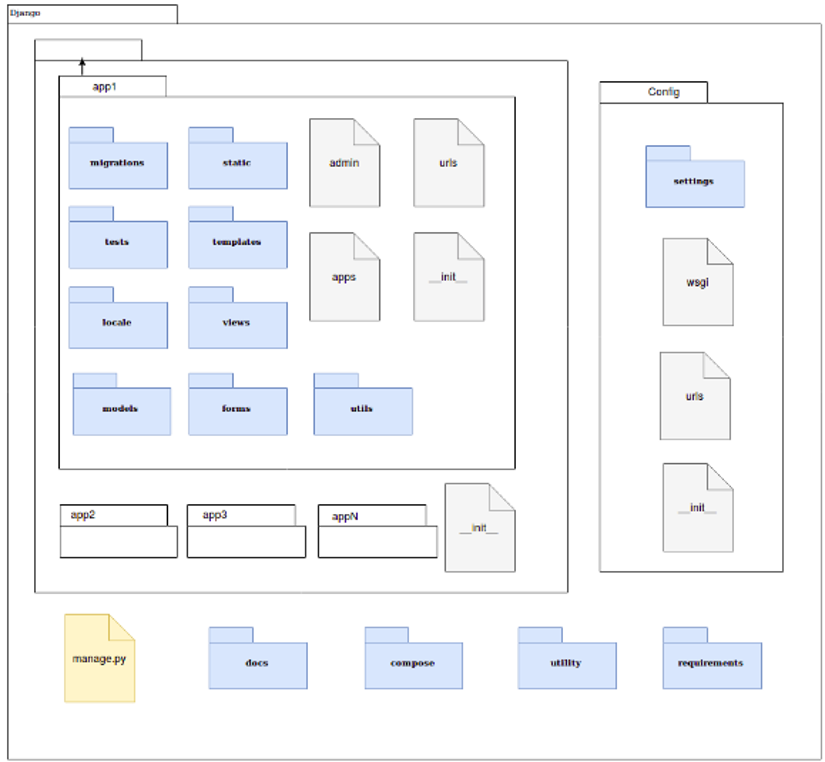 Django
app1
Config
migrations
static
admin
urls
settings
tests
templates
apps
__init__
wsgi
locale
views
urls
models
forms
utils
__init__
app2
app3
appN
__init__
manage.py
docs
compose
utility
requirements